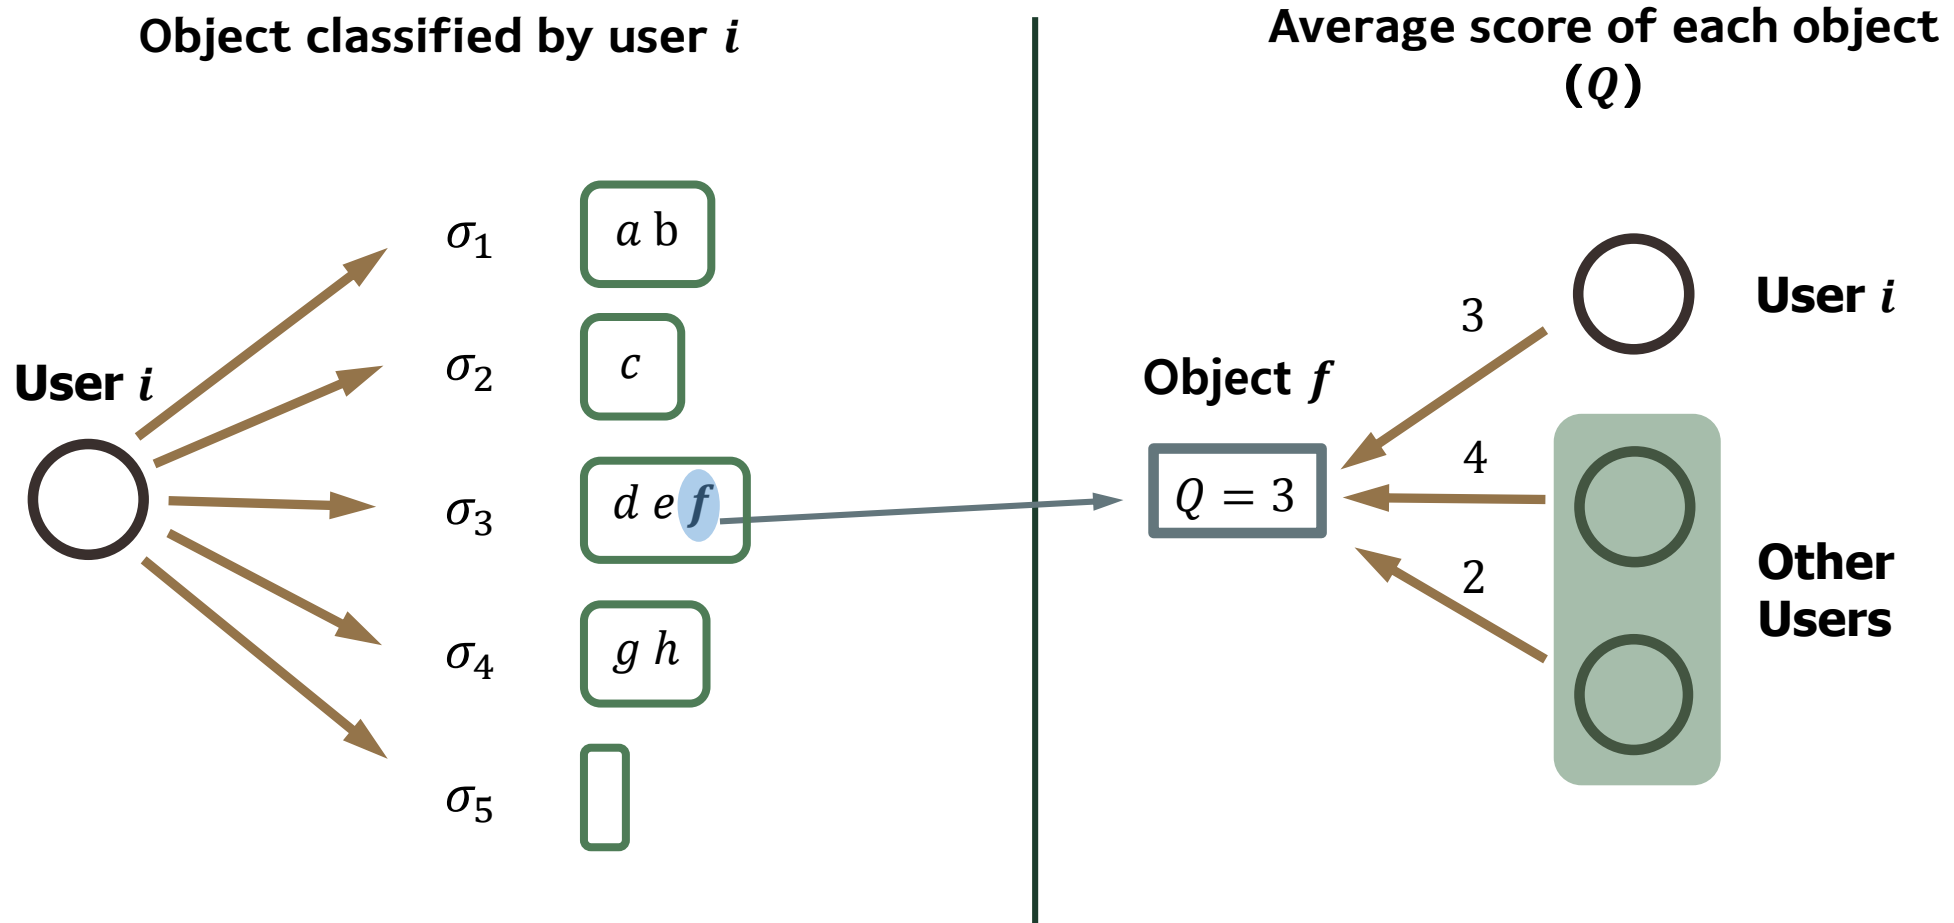 Object classified by user i
Average score of each object
(Q)
User i
σ1
a b
σ2
c
σ3
d e f
σ4
g h
σ5
Object f
Q = 3
3
4
2
User i
Other
Users